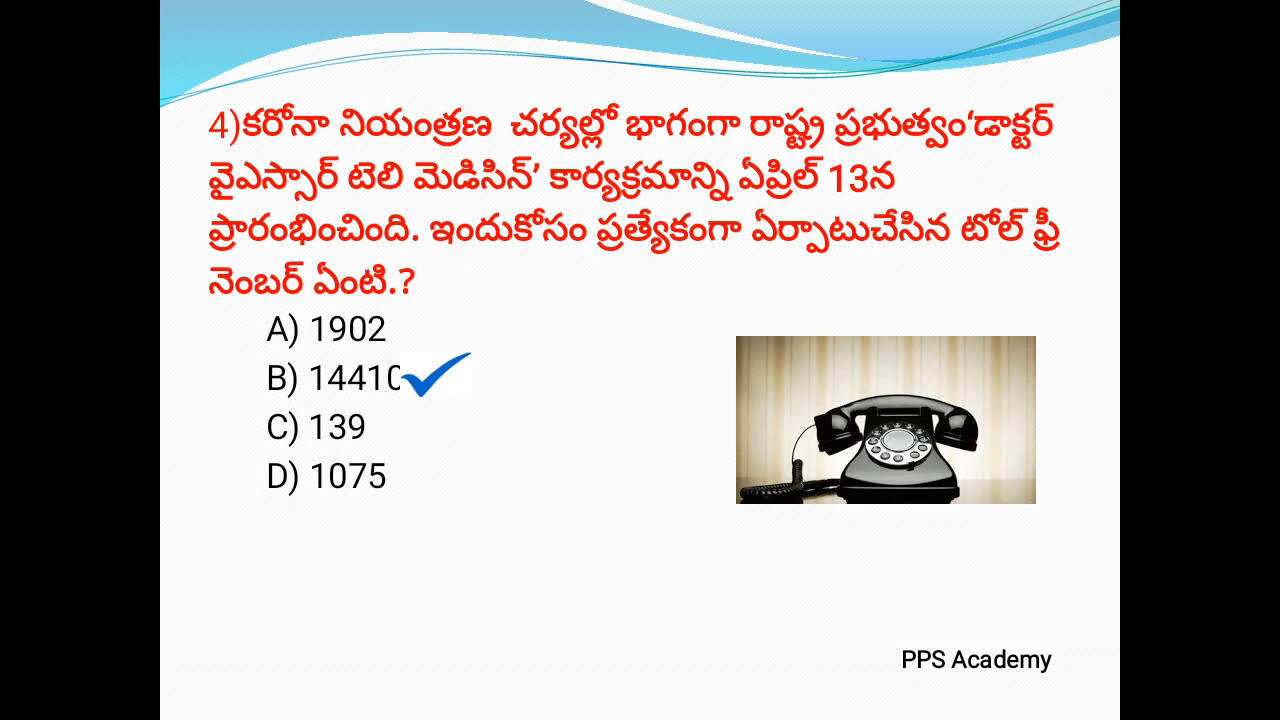 4)కరోనా నియంత్రణ చర్యల్లో భాగంగా రాష్ట్ర ప్రభుత్వం‘డాక్టర్
వైఎస్సార్ టెలి మెడిసిన్’ కార్యక్రమాన్ని ఏప్రిల్ 13న
ప్రారంభించింది. ఇందుకోసం ప్రత్యేకంగా ఏర్పాటుచేసిన టోల్ ఫ్రీ
నెంబర్ ఏంటి.?
A) 1902
B) 14410
C) 139
D) 1075
PPS Academy